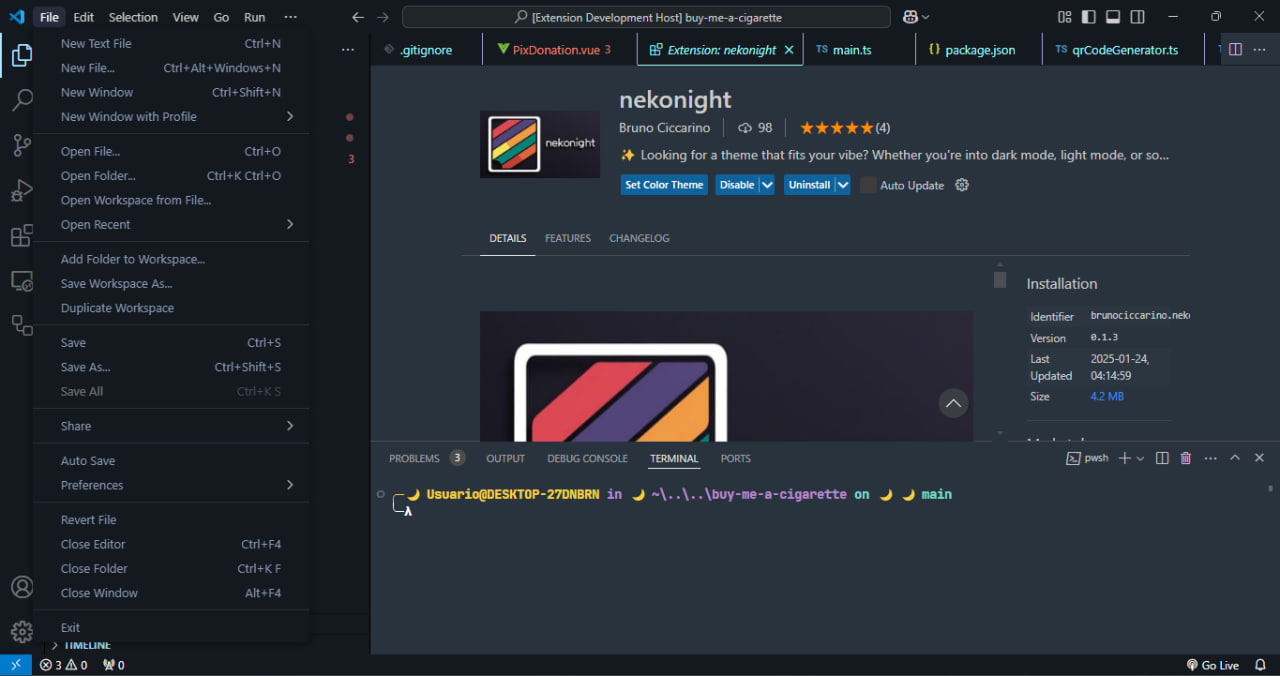 File Edit Selection View Go Run ···
[Extension Development Host] buy-me-a-cigarette
New Text File Ctrl+N
New File... Ctrl+Alt+Windows+N
New Window Ctrl+Shift+N
New Window with Profile
Open File... Ctrl+O
Open Folder... Ctrl+K Ctrl+O
Open Workspace from File...
Open Recent
Add Folder to Workspace...
Save Workspace As...
Duplicate Workspace
Save Ctrl+S
Save As... Ctrl+Shift+S
Save All Ctrl+K S
Share
Auto Save
Preferences
Revert File
Close Editor Ctrl+F4
Close Folder Ctrl+K F
Close Window Alt+F4
Exit
TIMELINE
3
.gitignore
PixDonation.vue 3
Extension: nekonight
TS main.ts
{} package.json
TS qrCodeGenerator.ts
nekonight
nekonight
Bruno Ciccarino 98 ★★★★★(4)
✨ Looking for a theme that fits your vibe? Whether you're into dark mode, light mode, or so...
Set Color Theme Disable Uninstall Auto Update
DETAILS FEATURES CHANGELOG
Installation
Identifier brunociccarino.nek
Version 0.1.3
Last Updated 2025-01-24, 04:14:59
Size 4.2 MB
PROBLEMS 3 OUTPUT DEBUG CONSOLE TERMINAL PORTS
pwsh
🌙 Usuario@DESKTOP-27DNBRN in 🌙 ~\..\..\buy-me-a-cigarette on 🌙 🌙 main
λ
3 0 0
Go Live